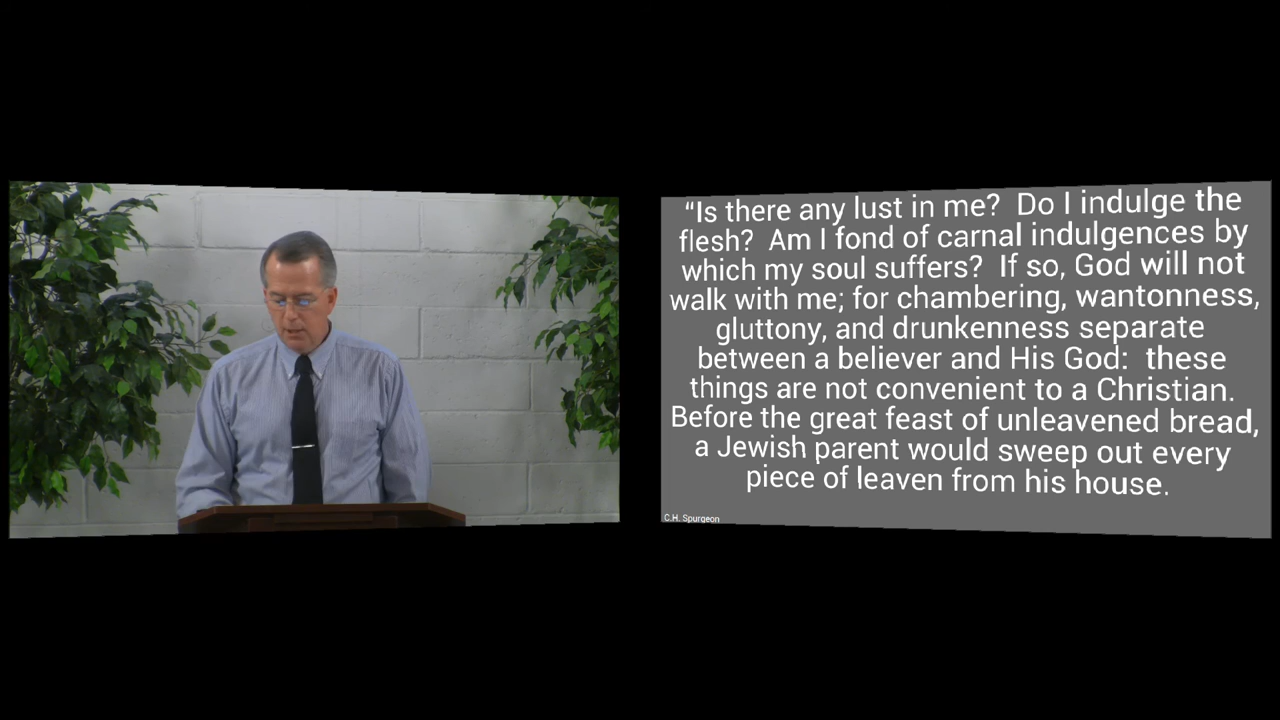 “Is there any lust in me?  Do I indulge the
flesh?  Am I fond of carnal indulgences by
which my soul suffers?  If so, God will not
walk with me; for chambering, wantonness,
gluttony, and drunkenness separate
between a believer and His God:  these
things are not convenient to a Christian.
Before the great feast of unleavened bread,
a Jewish parent would sweep out every
piece of leaven from his house.
C.H. Spurgeon